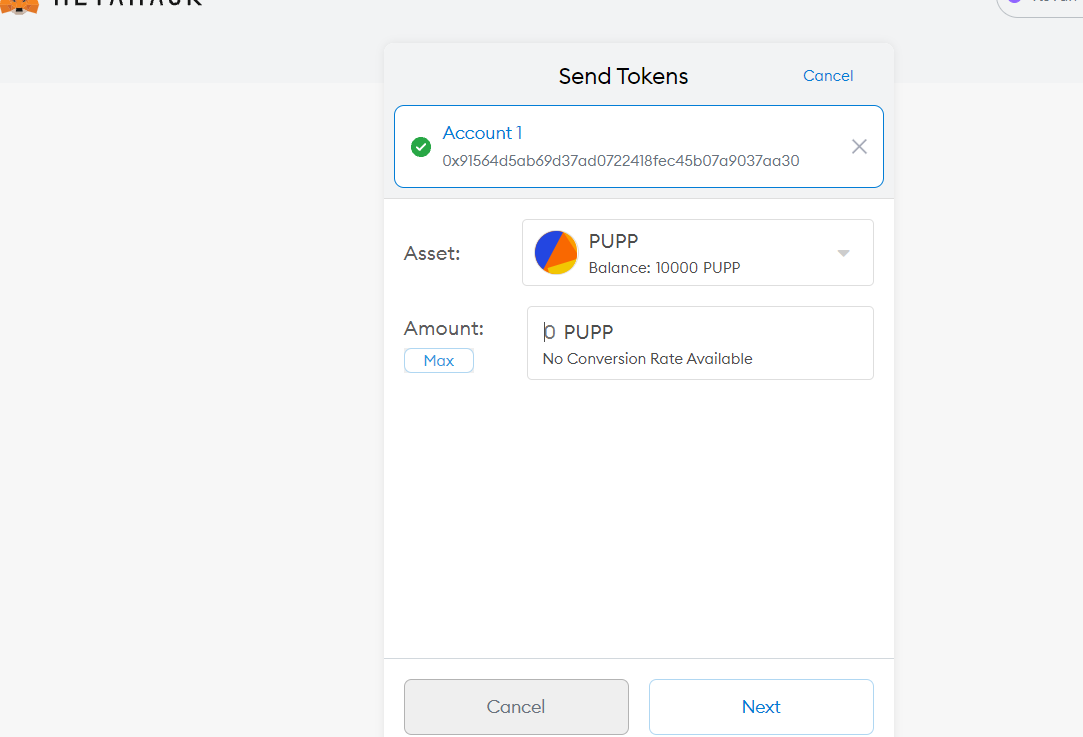 METAMASK
Send Tokens
Cancel
Account 1
0x91564d5ab69d37ad0722418fec45b07a9037aa30
Asset:
PUPP
Balance: 10000 PUPP
Amount:
Max
0 PUPP
No Conversion Rate Available
Cancel
Next